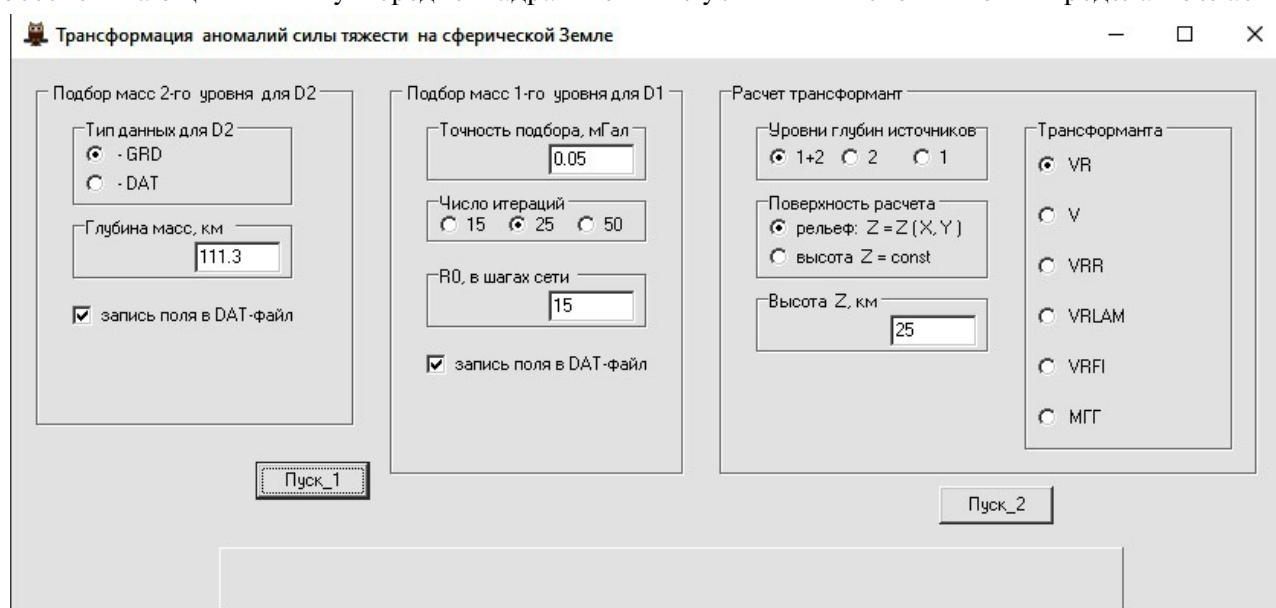 Трансформация аномалий силы тяжести на сферической Земле
Подбор масс 2-го уровня для D2
Тип данных для D2
- GRD
- DAT
Глубина масс, км
111.3
запись поля в DAT-файл
Пуск_1
Подбор масс 1-го уровня для D1
Точность подбора, мГал
0.05
Число итераций
15 25 50
R0, в шагах сети
15
запись поля в DAT-файл
Расчет трансформант
Уровни глубин источников
1+2 2 1
Поверхность расчета
рельеф: Z =Z ( X, Y )
высота Z = const
Высота Z, км
25
Трансформанта
VR
V
VRR
VRLAM
VRFI
МГГ
Пуск_2